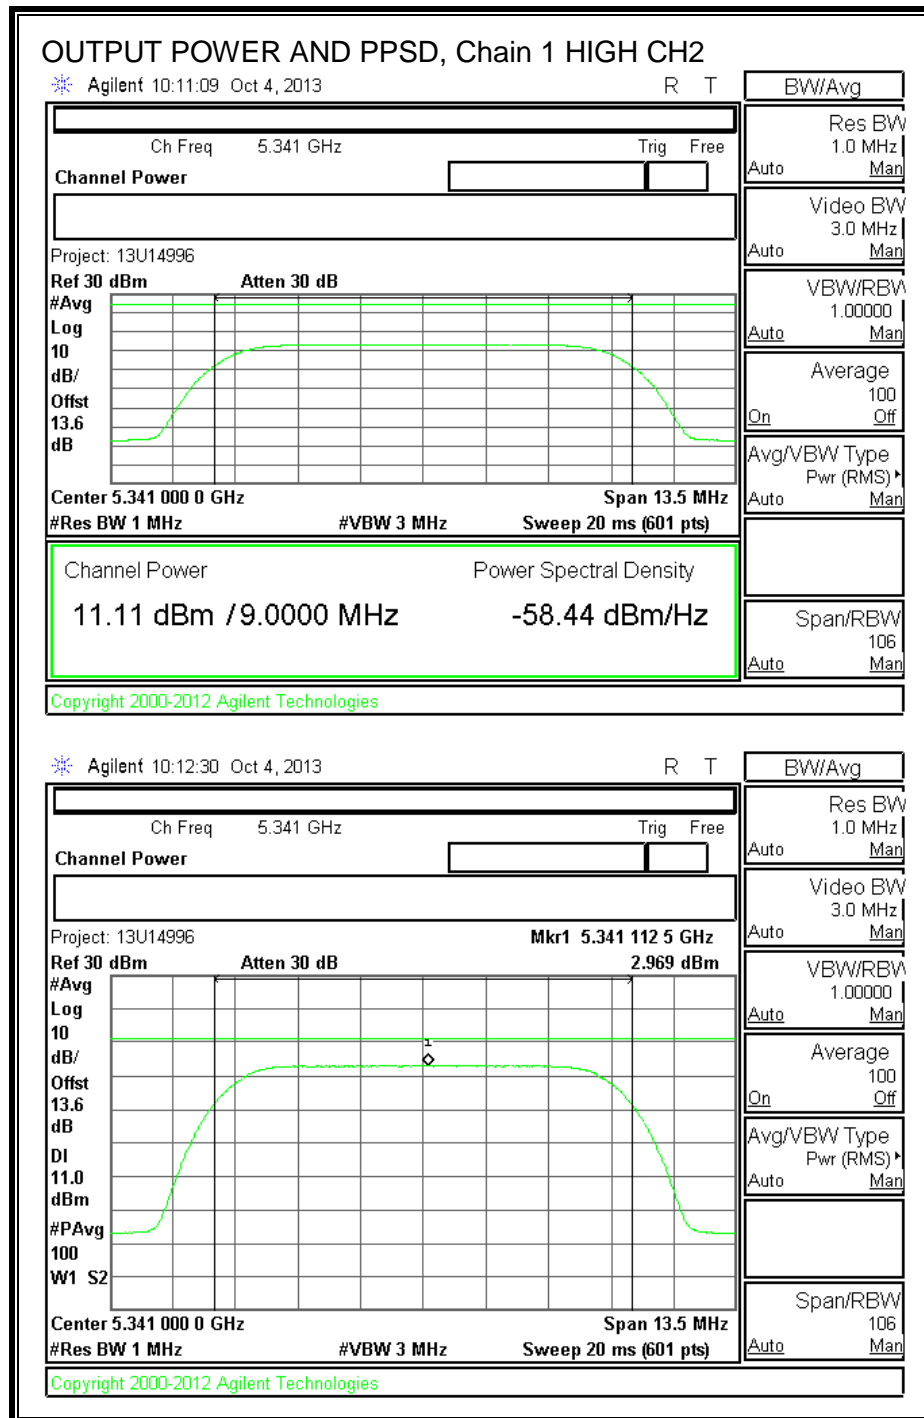 OUTPUT POWER AND PPSD, Chain 1 HIGH CH2
Agilent 10:11:09 Oct 4, 2013 R T
BW/Avg
Ch Freq 5.341 GHz Trig Free
Channel Power
Res BW
1.0 MHz
Auto Man
Video BW
3.0 MHz
Auto Man
Project: 13U14996
Ref 30 dBm Atten 30 dB
#Avg
Log
10
dB/
Offst
13.6
dB
VBW/RBW
1.00000
Auto Man
Average
100
On Off
Avg/VBW Type
Pwr (RMS)
Auto Man
Center 5.341 000 0 GHz Span 13.5 MHz
#Res BW 1 MHz #VBW 3 MHz Sweep 20 ms (601 pts)
Channel Power Power Spectral Density
11.11 dBm / 9.0000 MHz -58.44 dBm/Hz
Span/RBW
106
Auto Man
Copyright 2000-2012 Agilent Technologies
Agilent 10:12:30 Oct 4, 2013 R T
BW/Avg
Ch Freq 5.341 GHz Trig Free
Channel Power
Res BW
1.0 MHz
Auto Man
Video BW
3.0 MHz
Auto Man
Project: 13U14996 Mkr1 5.341 112 5 GHz
Ref 30 dBm Atten 30 dB 2.969 dBm
#Avg
Log
10
dB/
Offst
13.6
dB
DI
11.0
dBm
#PAvg
100
W1 S2
1
VBW/RBW
1.00000
Auto Man
Average
100
On Off
Avg/VBW Type
Pwr (RMS)
Auto Man
Center 5.341 000 0 GHz Span 13.5 MHz
#Res BW 1 MHz #VBW 3 MHz Sweep 20 ms (601 pts)
Span/RBW
106
Auto Man
Copyright 2000-2012 Agilent Technologies